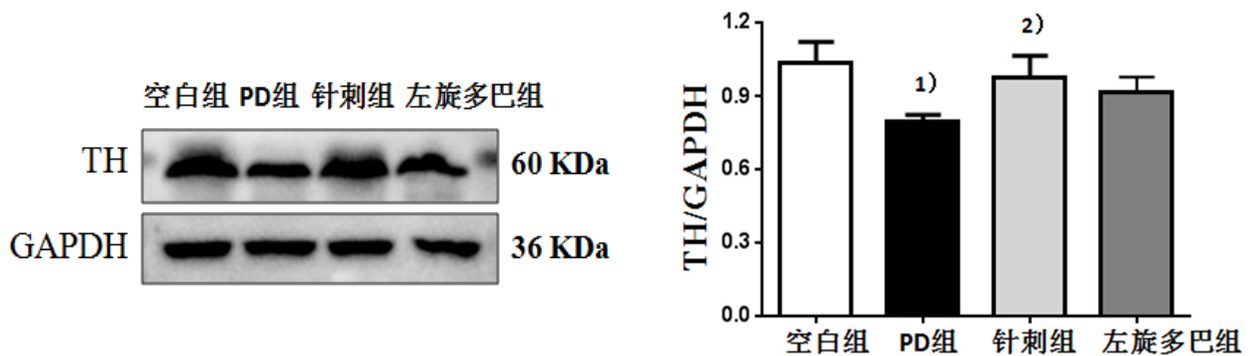 空白组 PD组 针刺组 左旋多巴组
TH
60 KDa
GAPDH
36 KDa
TH/GAPDH
1.2
0.9
0.6
0.3
0.0
1)
2)
空白组 PD组 针刺组 左旋多巴组